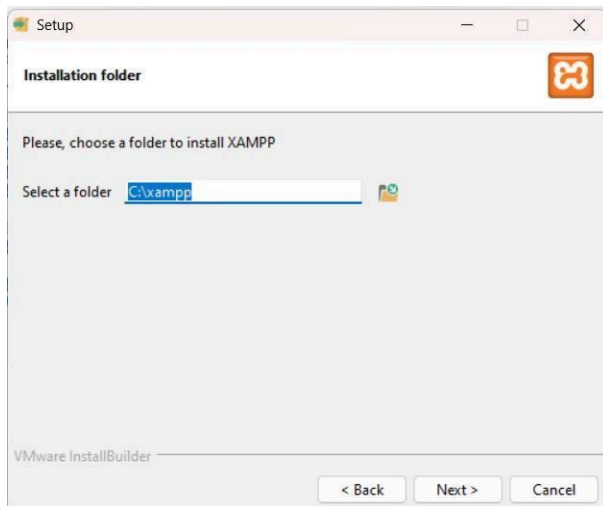 Setup
Installation folder
Please, choose a folder to install XAMPP
Select a folder C:\xampp
VMware InstallBuilder
< Back Next > Cancel